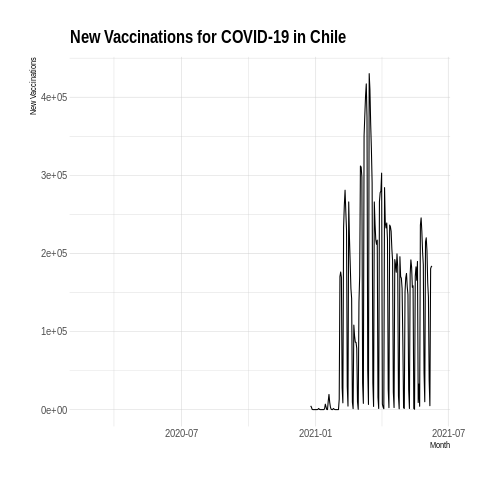 New Vaccinations for COVID-19 in Chile
New Vaccinations
4e+05
3e+05
2e+05
1e+05
0e+00
2020-07
2021-01
2021-07
Month